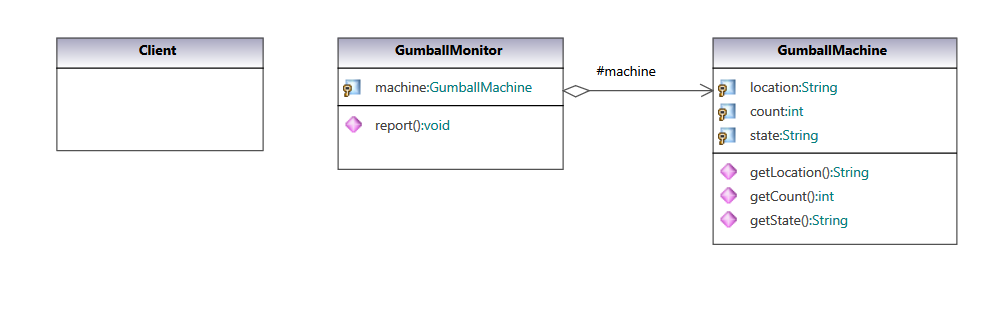 Client
GumballMonitor
machine:GumballMachine
report():void
#machine
GumballMachine
location:String
count:int
state:String
getLocation():String
getCount():int
getState():String